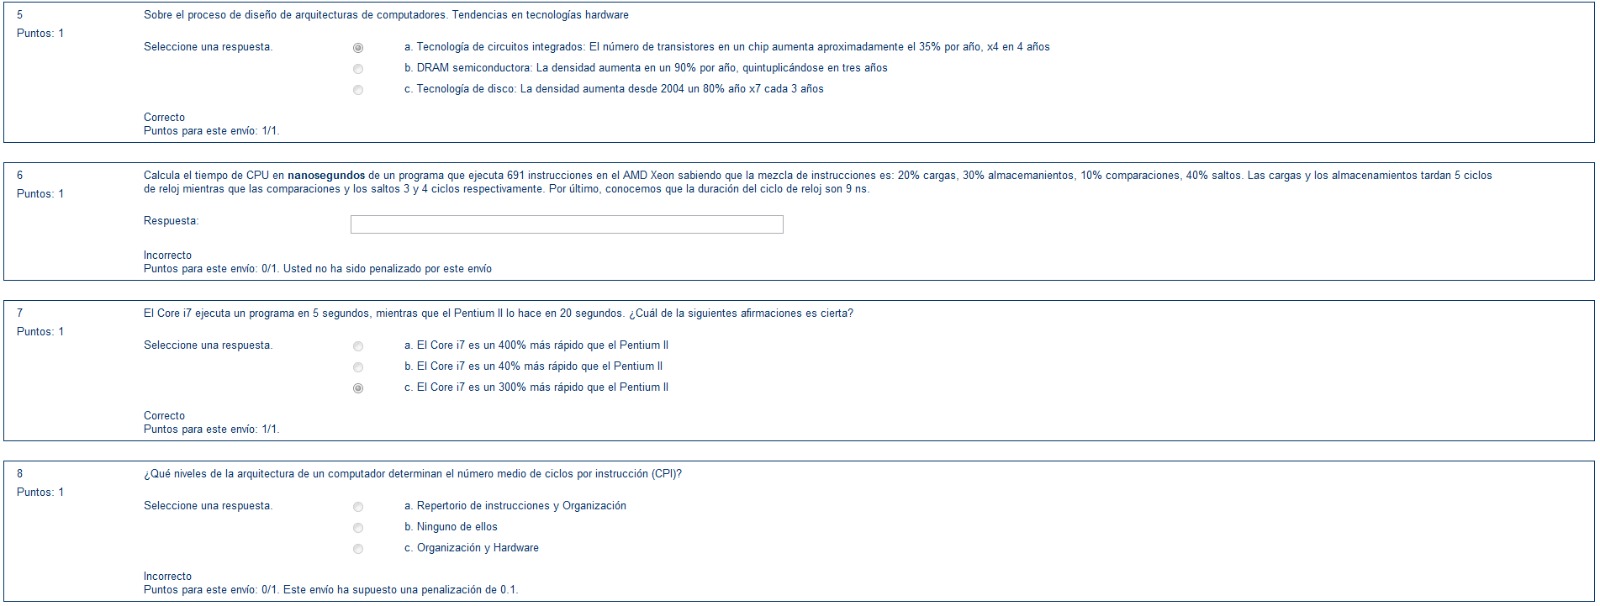 5
Sobre el proceso de diseño de arquitecturas de computadores. Tendencias en tecnologías hardware
Puntos: 1
Seleccione una respuesta.
a. Tecnología de circuitos integrados: El número de transistores en un chip aumenta aproximadamente el 35% por año, x4 en 4 años
b. DRAM semiconductora: La densidad aumenta en un 90% por año, quintuplicándose en tres años
c. Tecnología de disco: La densidad aumenta desde 2004 un 80% año x7 cada 3 años
Correcto
Puntos para este envío: 1/1.
6
Calcula el tiempo de CPU en nanosegundos de un programa que ejecuta 691 instrucciones en el AMD Xeon sabiendo que la mezcla de instrucciones es: 20% cargas, 30% almacemanientos, 10% comparaciones, 40% saltos. Las cargas y los almacenamientos tardan 5 ciclos
de reloj mientras que las comparaciones y los saltos 3 y 4 ciclos respectivamente. Por último, conocemos que la duración del ciclo de reloj son 9 ns.
Puntos: 1
Respuesta:
Incorrecto
Puntos para este envío: 0/1. Usted no ha sido penalizado por este envío
7
El Core i7 ejecuta un programa en 5 segundos, mientras que el Pentium II lo hace en 20 segundos. ¿Cuál de la siguientes afirmaciones es cierta?
Puntos: 1
Seleccione una respuesta.
a. El Core i7 es un 400% más rápido que el Pentium II
b. El Core i7 es un 40% más rápido que el Pentium II
c. El Core i7 es un 300% más rápido que el Pentium II
Correcto
Puntos para este envío: 1/1.
8
¿Qué niveles de la arquitectura de un computador determinan el número medio de ciclos por instrucción (CPI)?
Puntos: 1
Seleccione una respuesta.
a. Repertorio de instrucciones y Organización
b. Ninguno de ellos
c. Organización y Hardware
Incorrecto
Puntos para este envío: 0/1. Este envío ha supuesto una penalización de 0.1.